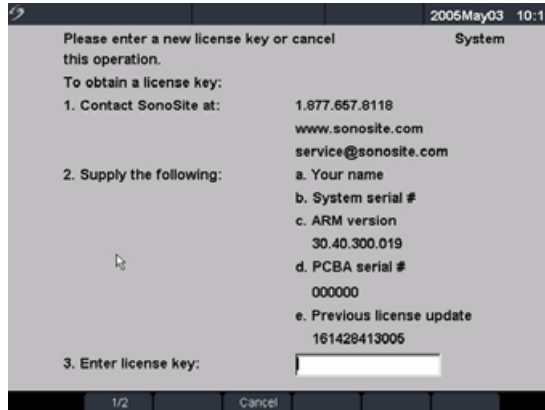 2005May03 10:1
Please enter a new license key or cancel System
this operation.
To obtain a license key:
1. Contact SonoSite at: 1.877.657.8118
www.sonosite.com
service@sonosite.com
2. Supply the following: a. Your name
b. System serial #
c. ARM version
30.40.300.019
d. PCBA serial #
000000
e. Previous license update
161428413005
3. Enter license key:
1/2 Cancel